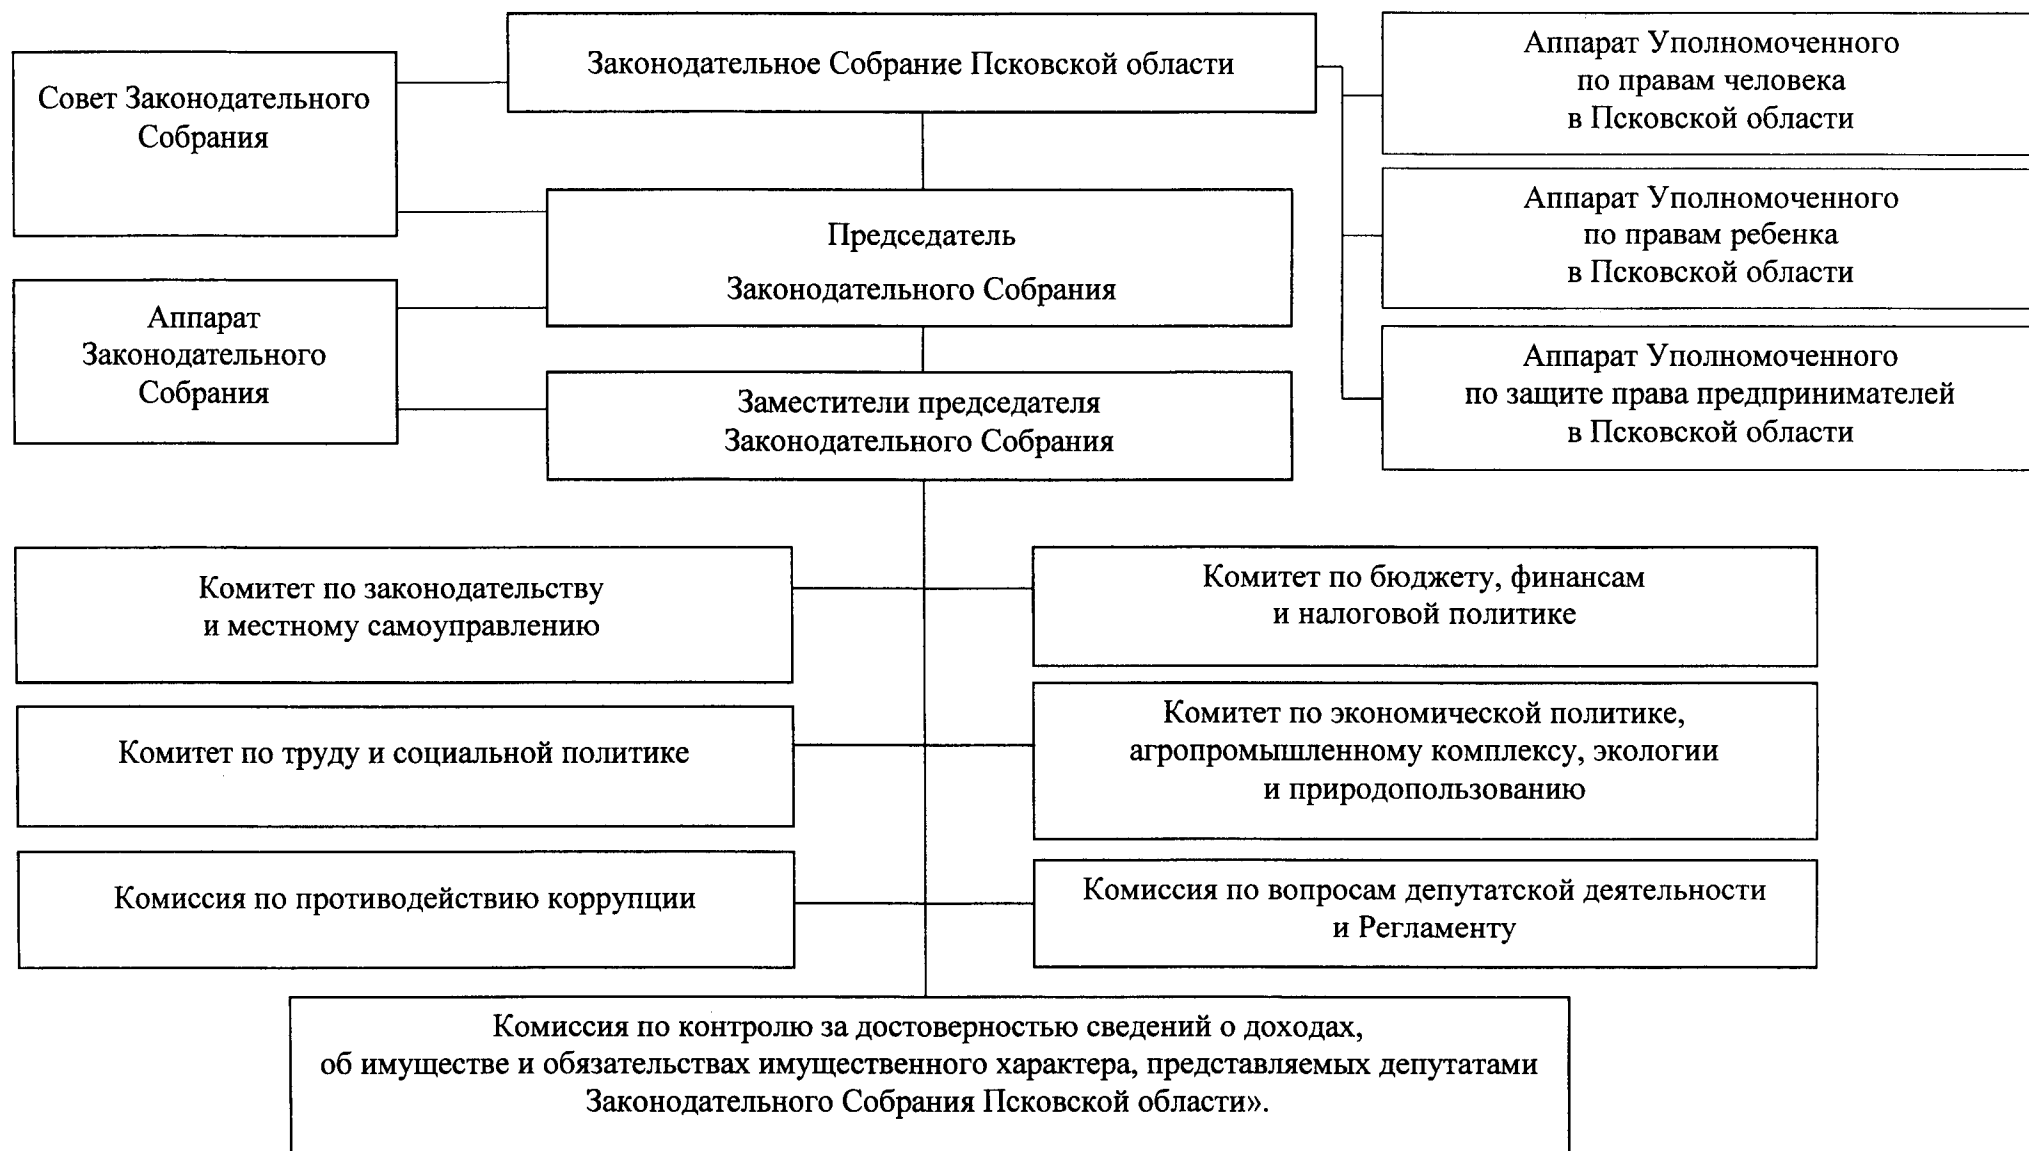 Законодательное Собрание Псковской области
Совет Законодательного
Собрания
Аппарат Уполномоченного
по правам человека
в Псковской области
Председатель
Законодательного Собрания
Аппарат Уполномоченного
по правам ребенка
в Псковской области
Аппарат
Законодательного
Собрания
Заместители председателя
Законодательного Собрания
Аппарат Уполномоченного
по защите права предпринимателей
в Псковской области
Комитет по законодательству
и местному самоуправлению
Комитет по бюджету, финансам
и налоговой политике
Комитет по труду и социальной политике
Комитет по экономической политике,
агропромышленному комплексу, экологии
и природопользованию
Комиссия по противодействию коррупции
Комиссия по вопросам депутатской деятельности
и Регламенту
Комиссия по контролю за достоверностью сведений о доходах,
об имуществе и обязательствах имущественного характера, представляемых депутатами
Законодательного Собрания Псковской области».